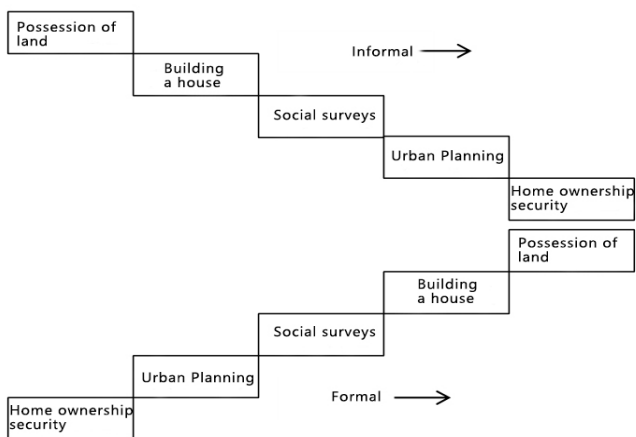 Possession of
land
Informal
Building
a house
Social surveys
Urban Planning
Home ownership
security
Possession of
land
Building
a house
Social surveys
Urban Planning
Formal
Home ownership
security